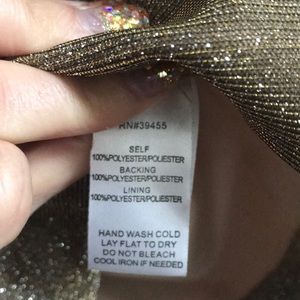 RN#39455
SELF
100%POLYESTER/POLIESTER
BACKING
100%POLYESTER/POLIESTER
LINING
100%POLYESTER/POLIESTER
HAND WASH COLD
LAY FLAT TO DRY
DO NOT BLEACH
COOL IRON IF NEEDED